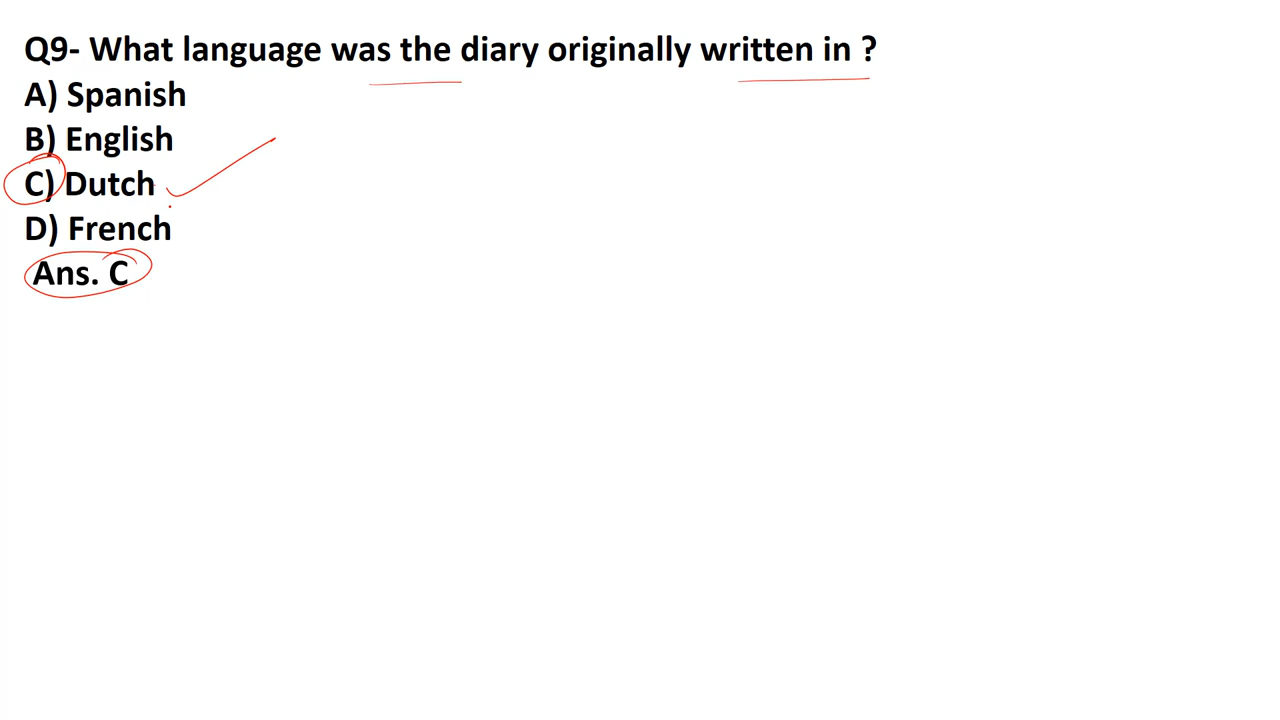 Q9- What language was the diary originally written in ?
A) Spanish
B) English
C) Dutch
D) French
Ans. C